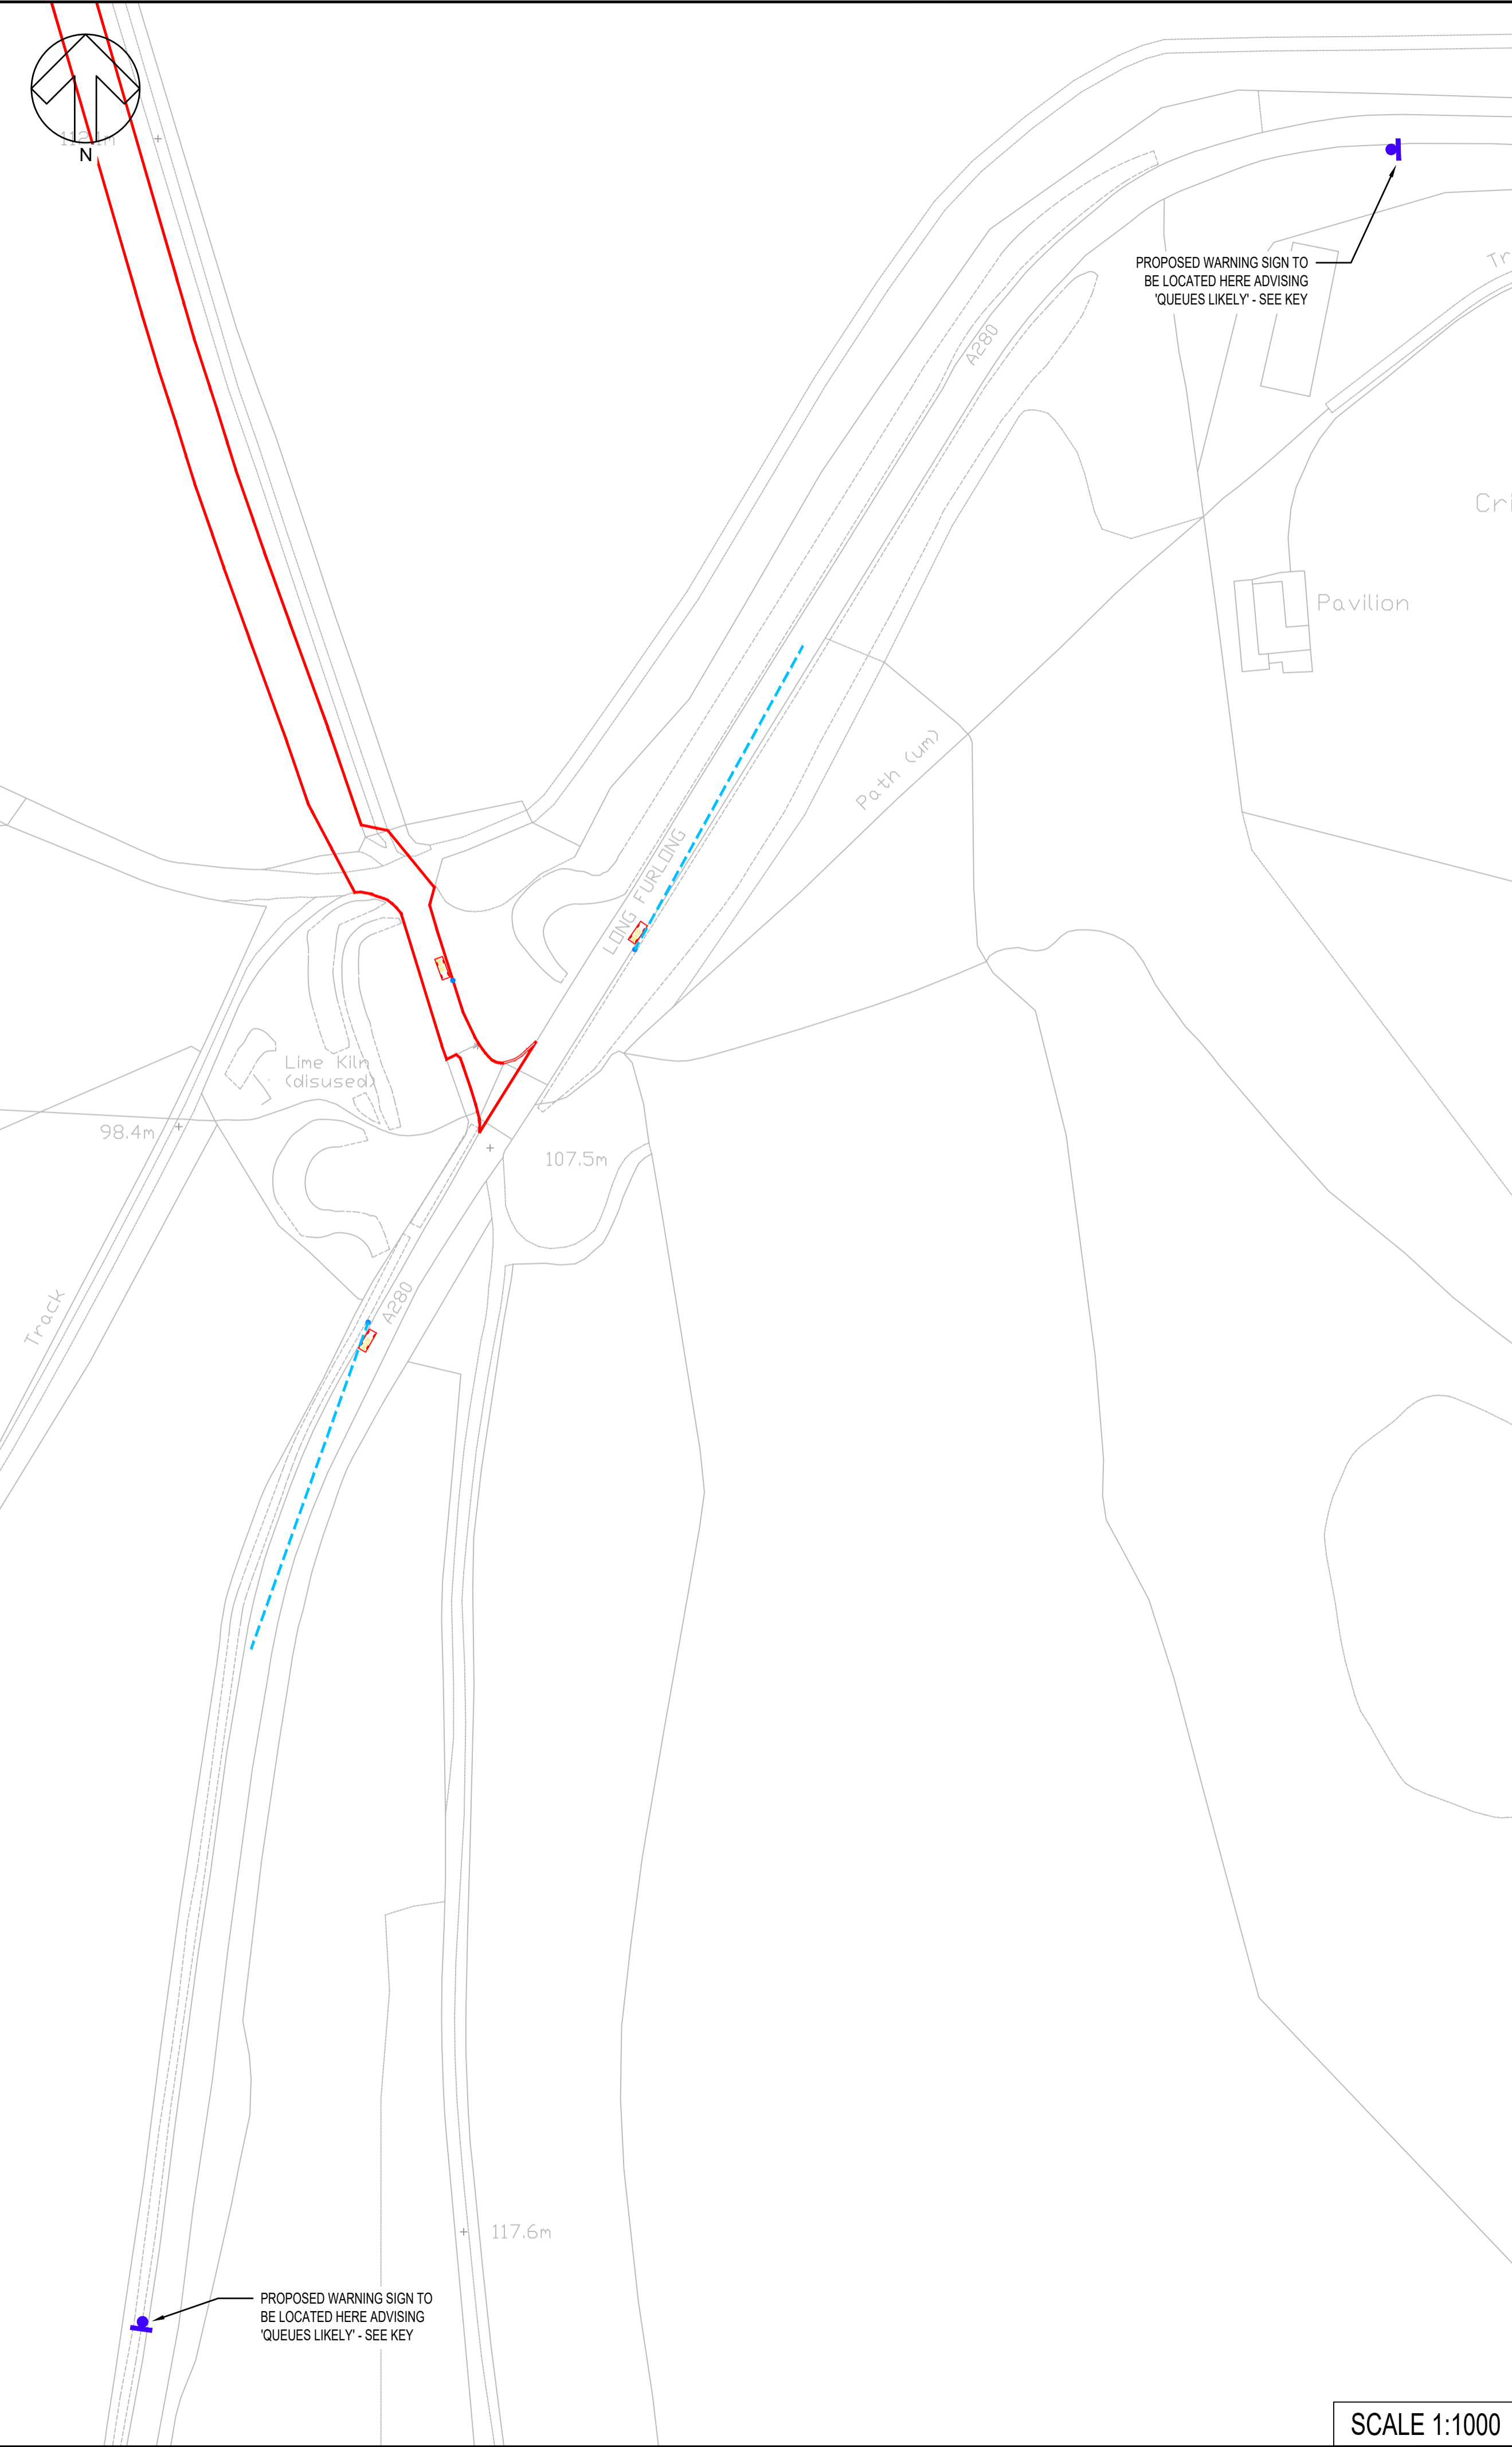 112.1m
N
PROPOSED WARNING SIGN TO
BE LOCATED HERE ADVISING
'QUEUES LIKELY' - SEE KEY
A280
Pavilion
Path (um)
LONG FURLONG
Lime Kiln
(disused)
98.4m
107.5m
Track
A280
117.6m
PROPOSED WARNING SIGN TO
BE LOCATED HERE ADVISING
'QUEUES LIKELY' - SEE KEY
SCALE 1:1000